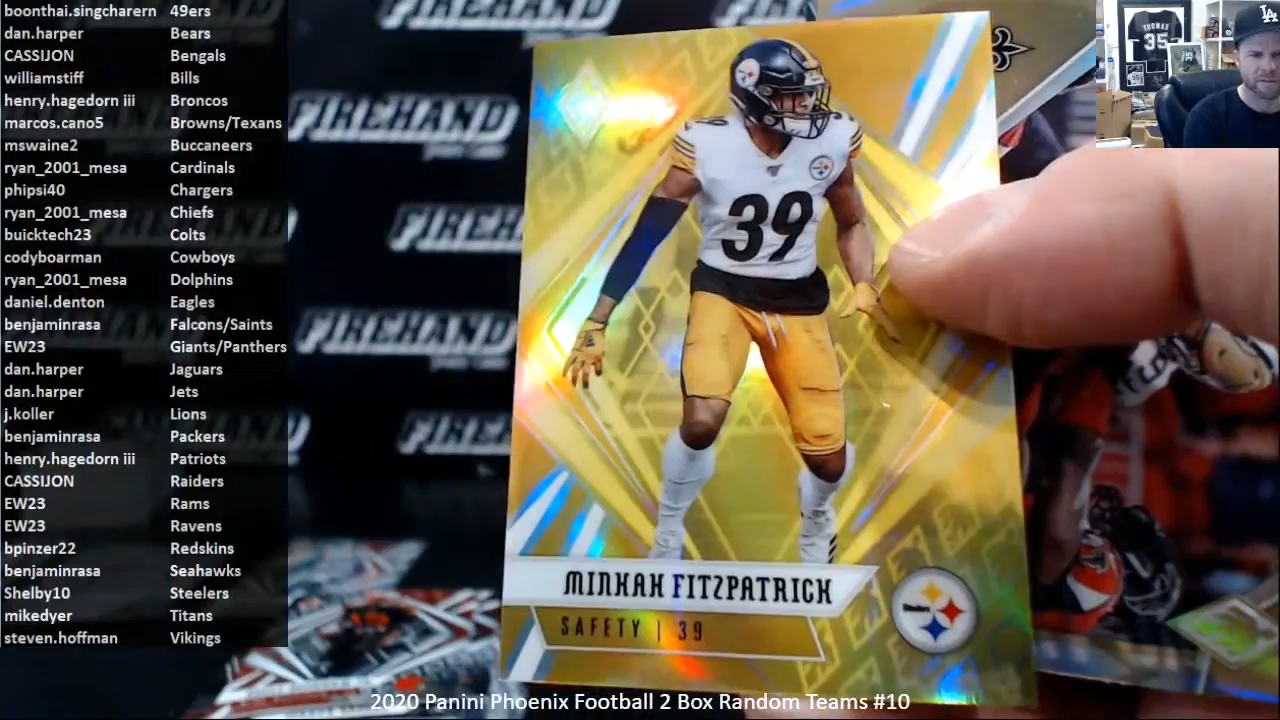 boonthai.singcharern 49ers
dan.harper Bears
CASSIJON Bengals
williamstiff Bills
henry.hagedorn iii Broncos
marcos.cano5 Browns/Texans
mswaine2 Buccaneers
ryan_2001_mesa Cardinals
phipsi40 Chargers
ryan_2001_mesa Chiefs
buicktech23 Colts
codyboarman Cowboys
ryan_2001_mesa Dolphins
daniel.denton Eagles
benjaminrasa Falcons/Saints
EW23 Giants/Panthers
dan.harper Jaguars
dan.harper Jets
j.koller Lions
benjaminrasa Packers
henry.hagedorn iii Patriots
CASSIJON Raiders
EW23 Rams
EW23 Ravens
bpinzer22 Redskins
benjaminrasa Seahawks
Shelby10 Steelers
mikedyer Titans
steven.hoffman Vikings
FIREHAND
FIREHAND
FIREHAND
FIREHAND
39
39
MINKAH FITZPATRICK
SAFETY | 39
Steelers
THOMAS
35
LA
2020 Panini Phoenix Football 2 Box Random Teams #10